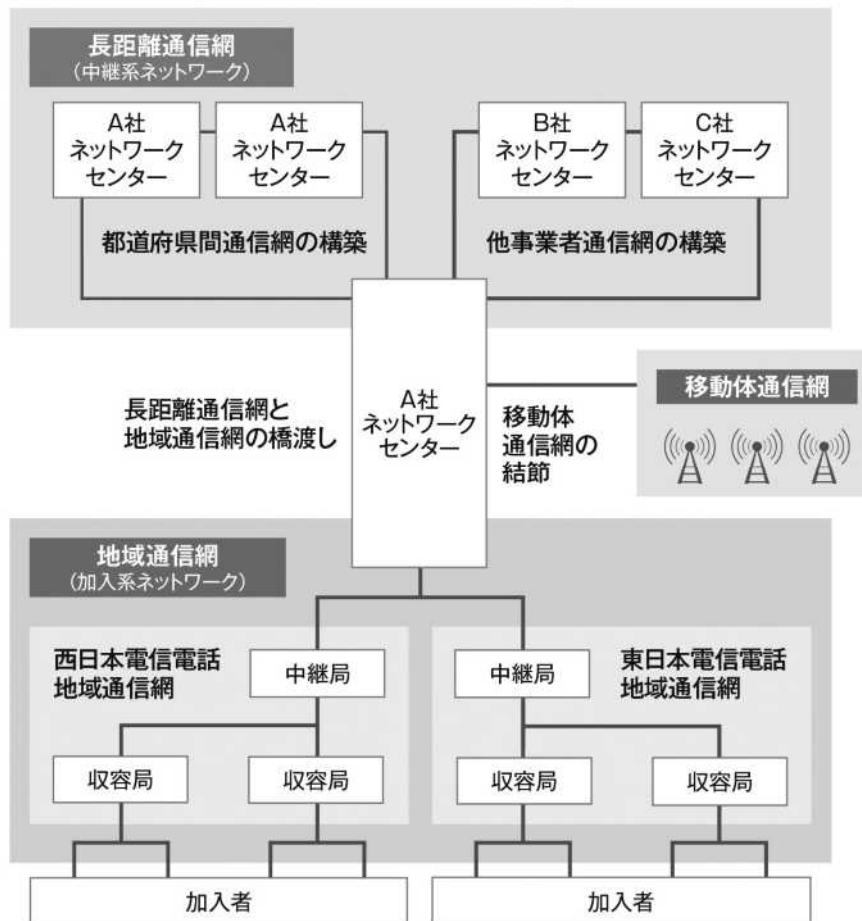 長距離通信網
(中継系ネットワーク)
A社
ネットワーク
センター
A社
ネットワーク
センター
B社
ネットワーク
センター
C社
ネットワーク
センター
都道府県間通信網の構築
他事業者通信網の構築
長距離通信網と
地域通信網の橋渡し
A社
ネットワーク
センター
移動体
通信網の
結節
移動体通信網
地域通信網
(加入系ネットワーク)
西日本電信電話
地域通信網
中継局
収容局
収容局
中継局
東日本電信電話
地域通信網
収容局
収容局
加入者
加入者